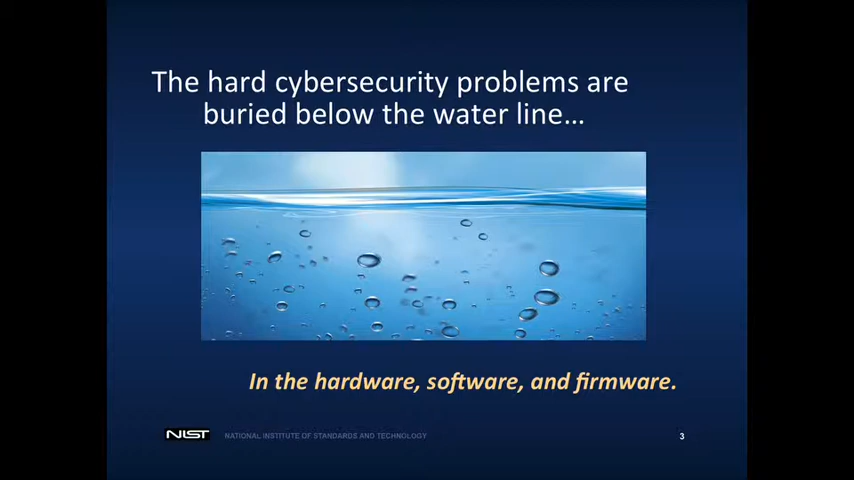 The hard cybersecurity problems are
buried below the water line…
In the hardware, software, and firmware.
NIST NATIONAL INSTITUTE OF STANDARDS AND TECHNOLOGY 3